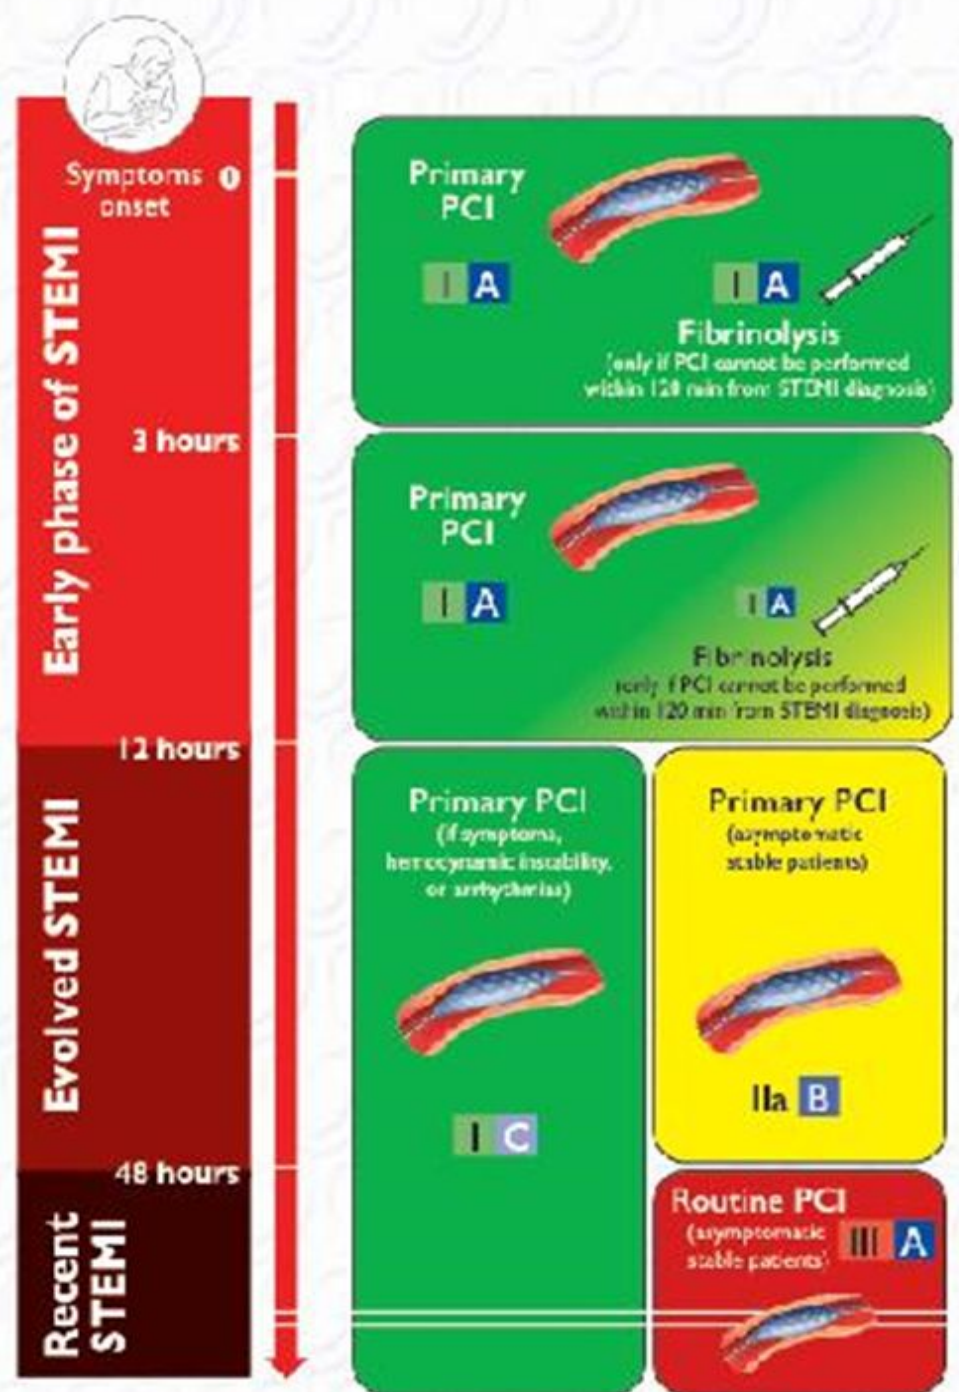 Symptoms 0
onset
Early phase of STEMI
3 hours
12 hours
Evolved STEMI
48 hours
Recent
STEMI
Primary
PCI
I A
I A
Fibrinolysis
(only if PCI cannot be performed
within 120 min from STEMI diagnosis)
Primary
PCI
I A
I A
Fibrinolysis
(only if PCI cannot be performed
within 120 min from STEMI diagnosis)
Primary PCI
(if symptoms,
hemodynamic instability,
or arrhythmias)
I C
Primary PCI
(asymptomatic
stable patients)
IIa B
Routine PCI
(asymptomatic
stable patients)
III A